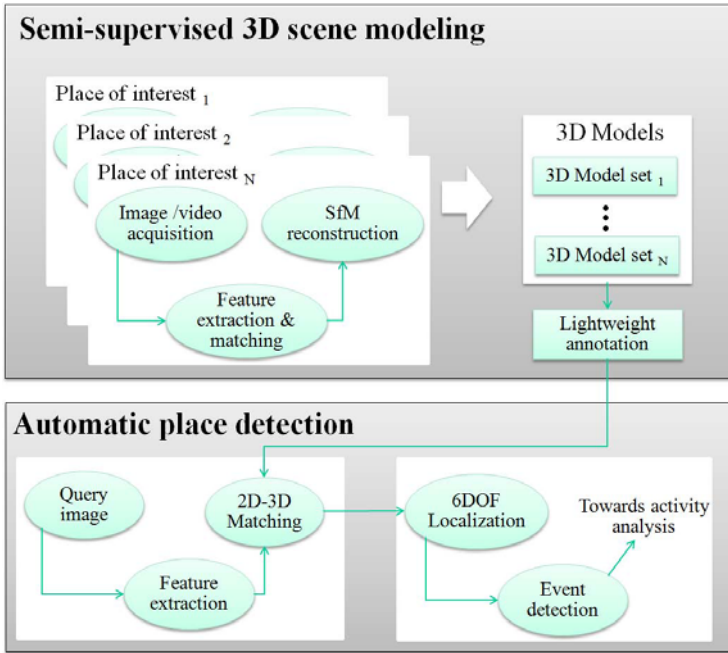 Semi-supervised 3D scene modeling
Place of interest 1
Place of interest 2
Place of interest N
Image /video
acquisition
SfM
reconstruction
Feature
extraction &
matching
3D Models
3D Model set 1
3D Model set N
Lightweight
annotation
Automatic place detection
Query
image
Feature
extraction
2D-3D
Matching
6DOF
Localization
Event
detection
Towards activity
analysis